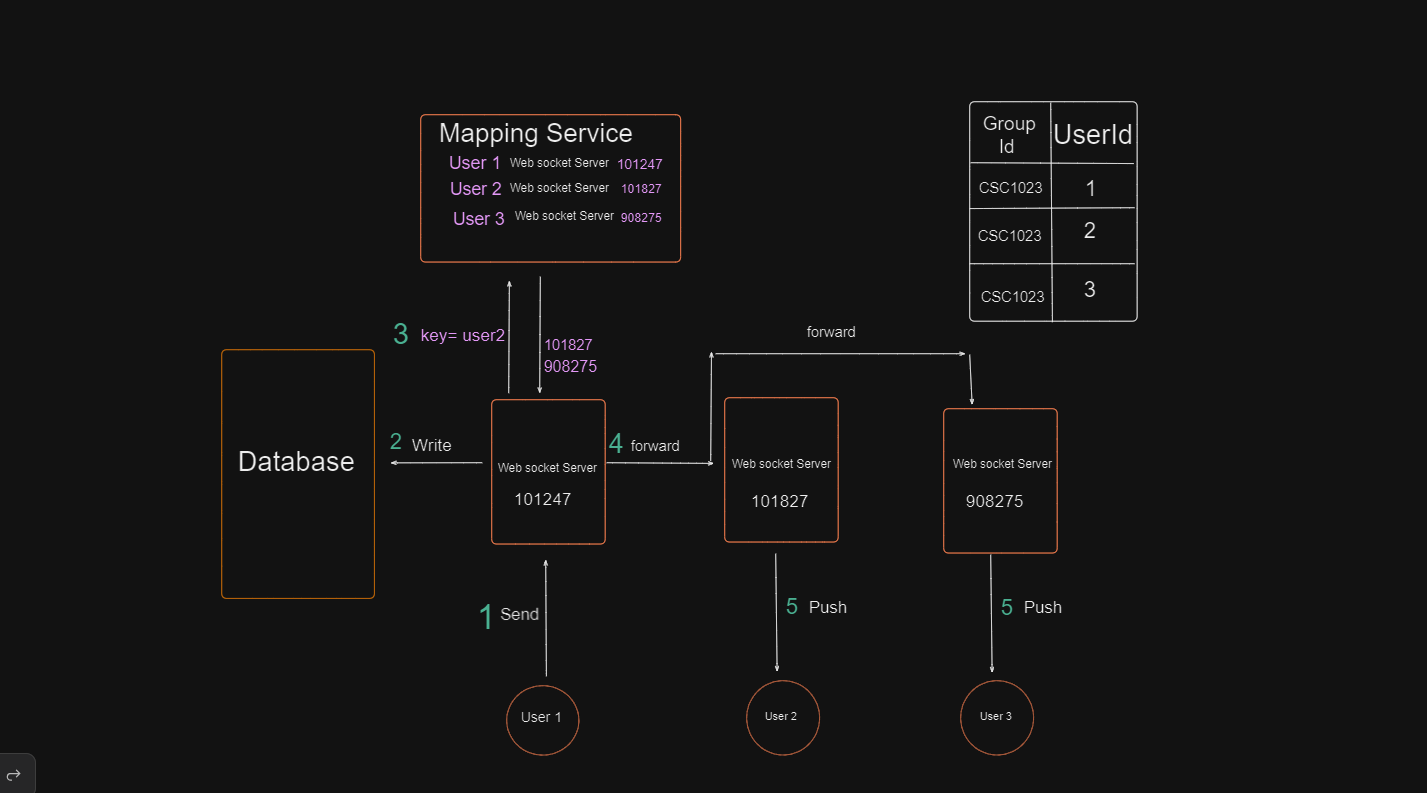 Mapping Service
User 1 Web socket Server 101247
User 2 Web socket Server 101827
User 3 Web socket Server 908275
Group Id UserId
CSC1023 1
CSC1023 2
CSC1023 3
3 key= user2
101827
908275
forward
Database
2 Write
4 forward
Web socket Server
101247
Web socket Server
101827
Web socket Server
908275
1 Send
5 Push
5 Push
User 1
User 2
User 3